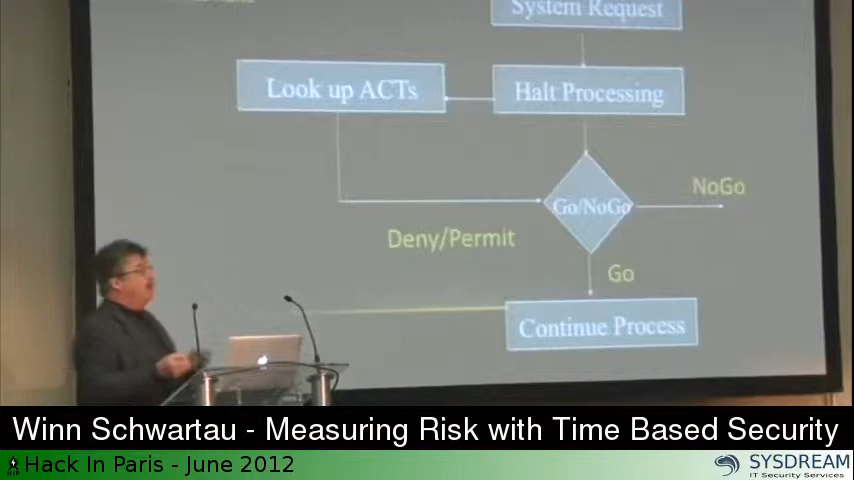 System Request
Look up ACTs
Halt Processing
NoGo
Go/NoGo
Deny/Permit
Go
Continue Process
Winn Schwartau - Measuring Risk with Time Based Security
Hack In Paris - June 2012
SYSDREAM
IT Security Services